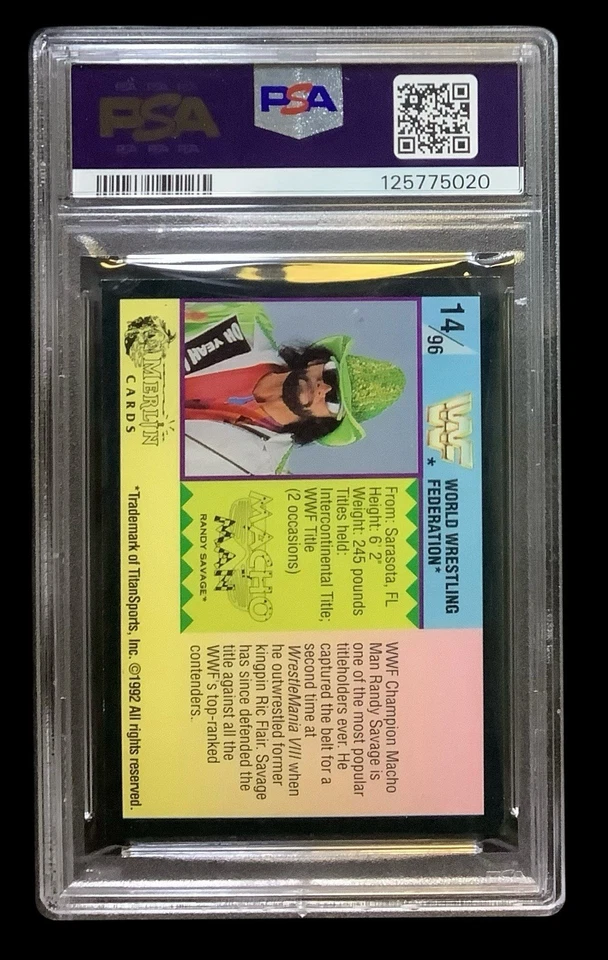 PSA
PSA
125775020
14/96
WWF
WORLD WRESTLING
FEDERATION*
OH YEAH
From: Sarasota, FL
Height: 6' 2"
Weight: 245 pounds
Titles held:
Intercontinental Title;
WWF Title
(2 occasions)
MACHO
MAN
RANDY SAVAGE*
WWF Champion Macho
Man Randy Savage is
one of the most popular
titleholders ever. He
captured the belt for a
second time at
WrestleMania VIII when
he outwrestled former
kingpin Ric Flair. Savage
has since defended the
title against all the
WWF's top-ranked
contenders.
MERLIN
CARDS
*Trademark of TitanSports, Inc. ©1992 All rights reserved.